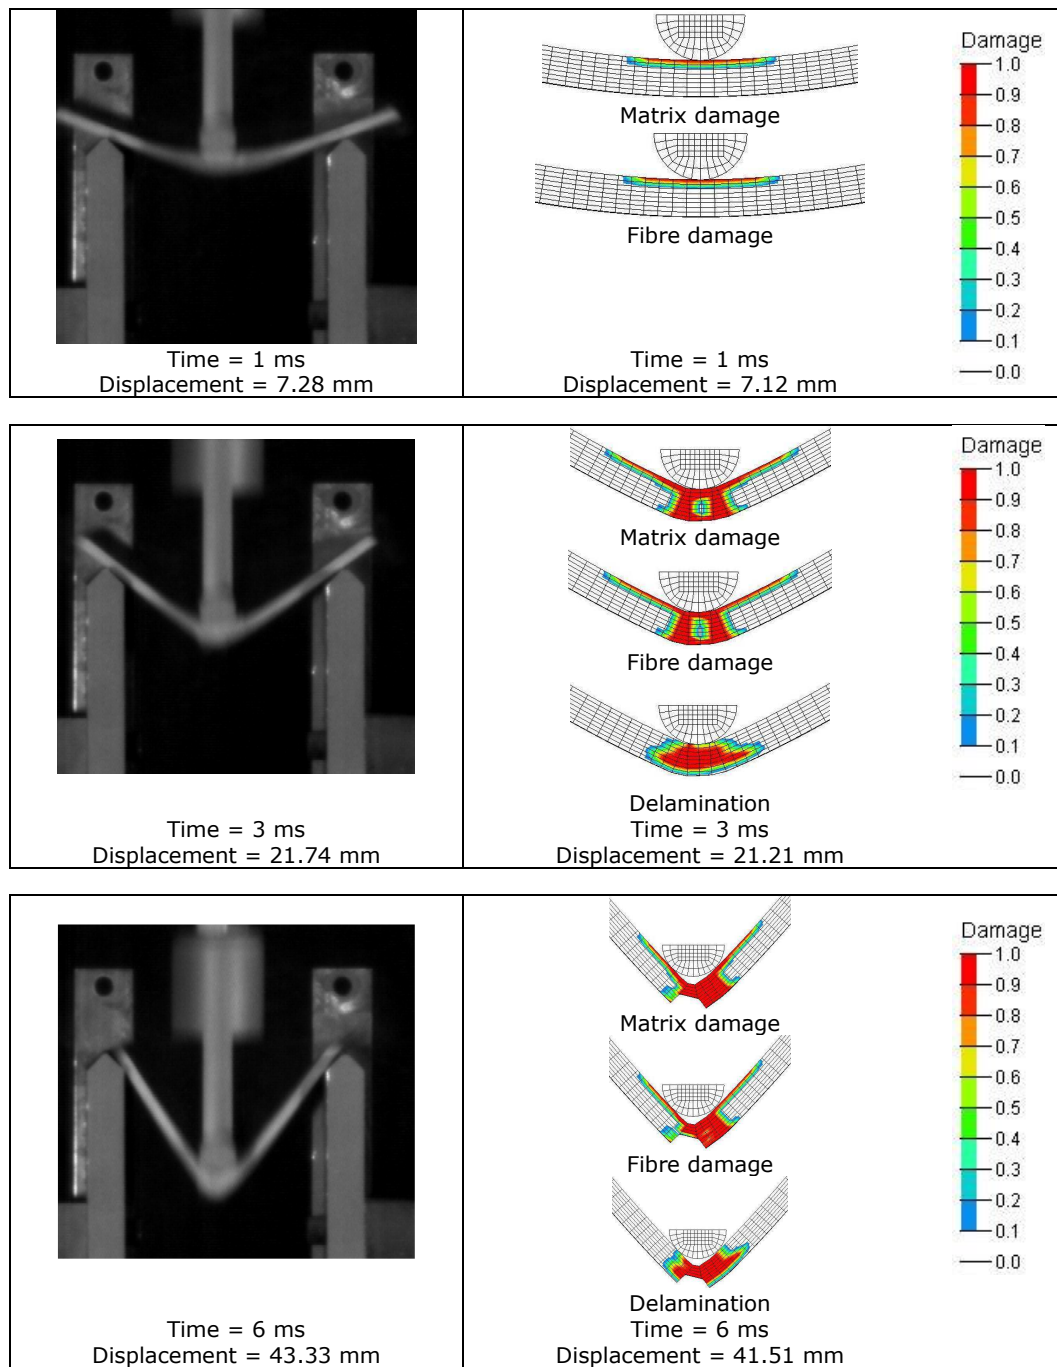 Time = 1 ms
Displacement = 7.28 mm
Matrix damage
Fibre damage
Time = 1 ms
Displacement = 7.12 mm
Damage
1.0
0.9
0.8
0.7
0.6
0.5
0.4
0.3
0.2
0.1
0.0
Time = 3 ms
Displacement = 21.74 mm
Matrix damage
Fibre damage
Delamination
Time = 3 ms
Displacement = 21.21 mm
Damage
1.0
0.9
0.8
0.7
0.6
0.5
0.4
0.3
0.2
0.1
0.0
Time = 6 ms
Displacement = 43.33 mm
Matrix damage
Fibre damage
Delamination
Time = 6 ms
Displacement = 41.51 mm
Damage
1.0
0.9
0.8
0.7
0.6
0.5
0.4
0.3
0.2
0.1
0.0